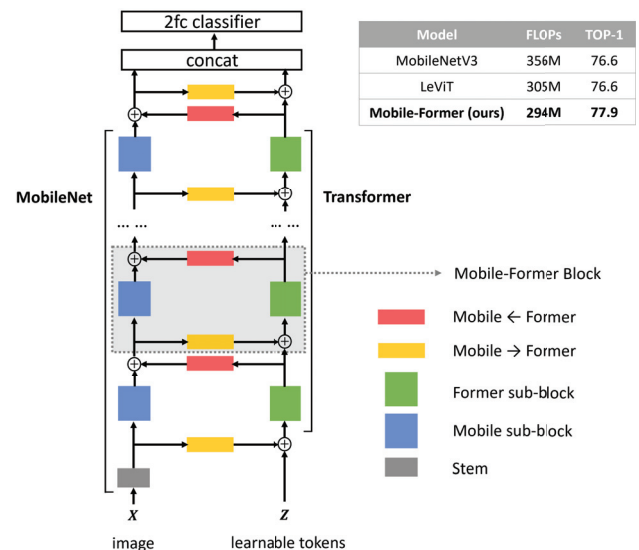 2fc classifier
concat
Model FLOPs TOP-1
MobileNetV3 356M 76.6
LeViT 305M 76.6
Mobile-Former (ours) 294M 77.9
MobileNet
Transformer
... ...
... ...
Mobile-Former Block
Mobile ← Former
Mobile → Former
Former sub-block
Mobile sub-block
Stem
X
Z
image
learnable tokens